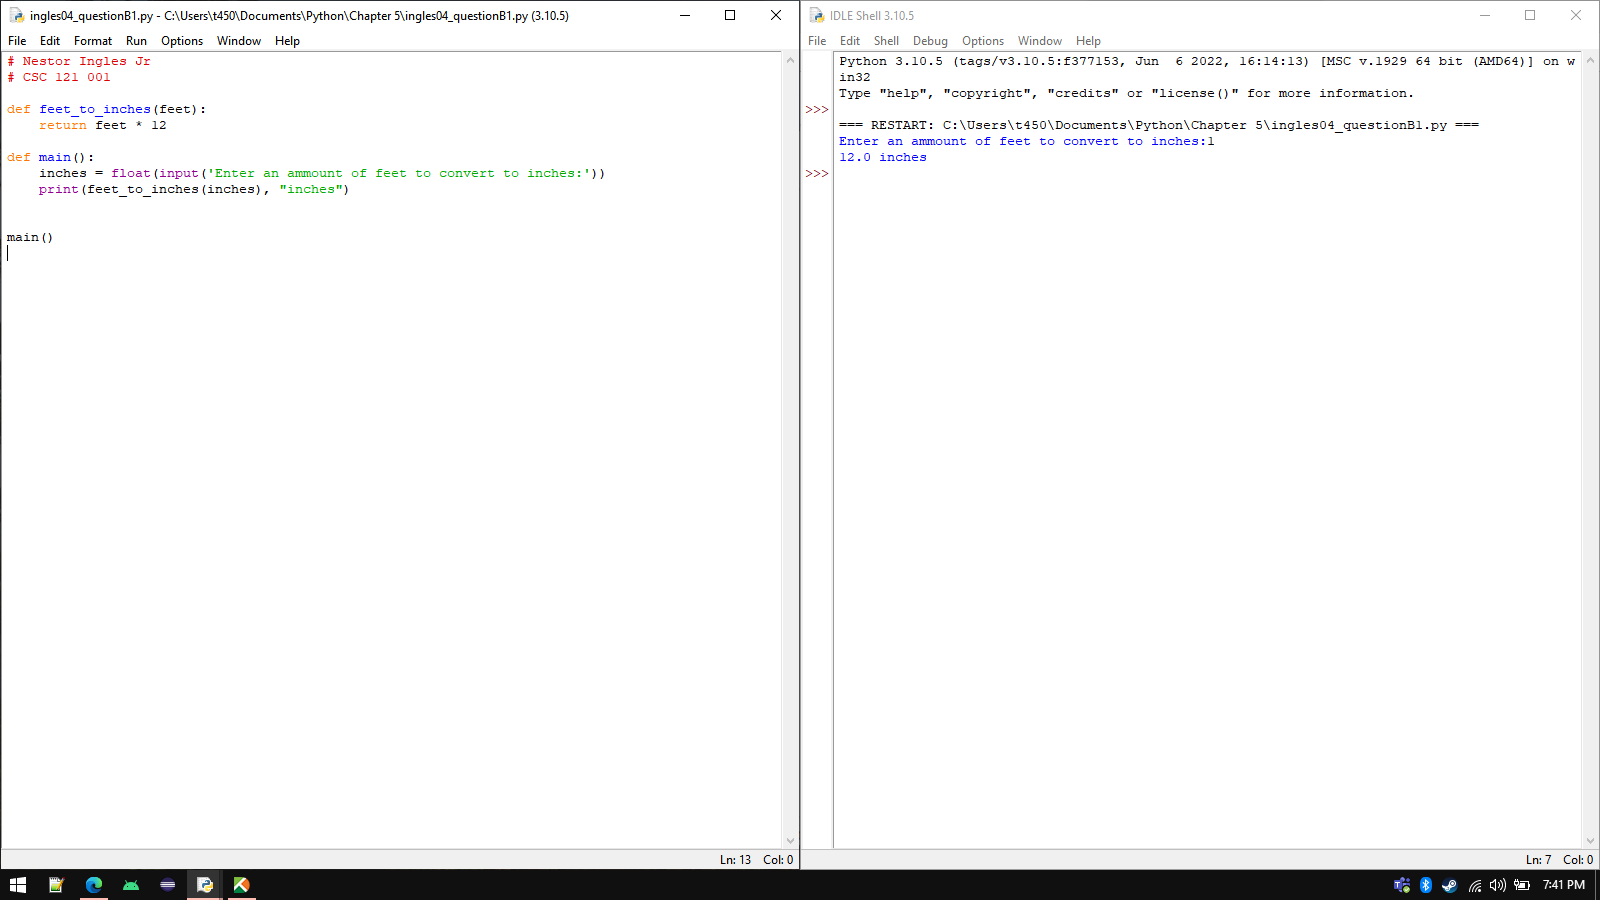 ingles04_questionB1.py - C:\Users\t450\Documents\Python\Chapter 5\ingles04_questionB1.py (3.10.5)
File Edit Format Run Options Window Help
# Nestor Ingles Jr
# CSC 121 001
def feet_to_inches(feet):
    return feet * 12
def main():
    inches = float(input('Enter an ammount of feet to convert to inches:'))
    print(feet_to_inches(inches), "inches")
main()
Ln: 13 Col: 0
IDLE Shell 3.10.5
File Edit Shell Debug Options Window Help
Python 3.10.5 (tags/v3.10.5:f377153, Jun  6 2022, 16:14:13) [MSC v.1929 64 bit (AMD64)] on w
in32
Type "help", "copyright", "credits" or "license()" for more information.
>>>
=== RESTART: C:\Users\t450\Documents\Python\Chapter 5\ingles04_questionB1.py ===
Enter an ammount of feet to convert to inches:1
12.0 inches
>>>
Ln: 7 Col: 0
7:41 PM